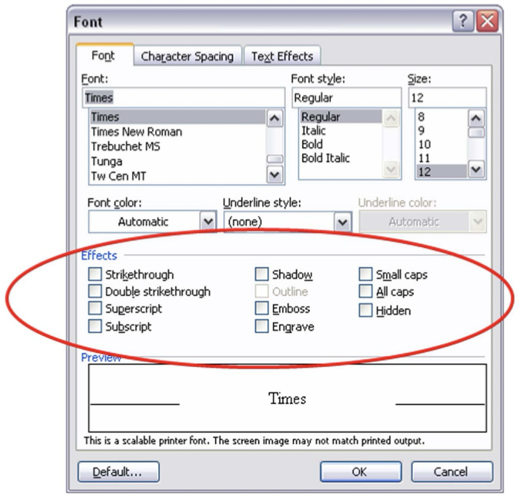 Font
Font Character Spacing Text Effects
Font: Font style: Size:
Times Regular 12
Times Regular 8
Times New Roman Italic 9
Trebuchet MS Bold 10
Tunga Bold Italic 11
Tw Cen MT 12
Font color: Underline style: Underline color:
Automatic (none) Automatic
Effects
Strikethrough Shadow Small caps
Double strikethrough Outline All caps
Superscript Emboss Hidden
Subscript Engrave
Preview
Times
This is a scalable printer font. The screen image may not match printed output.
Default... OK Cancel